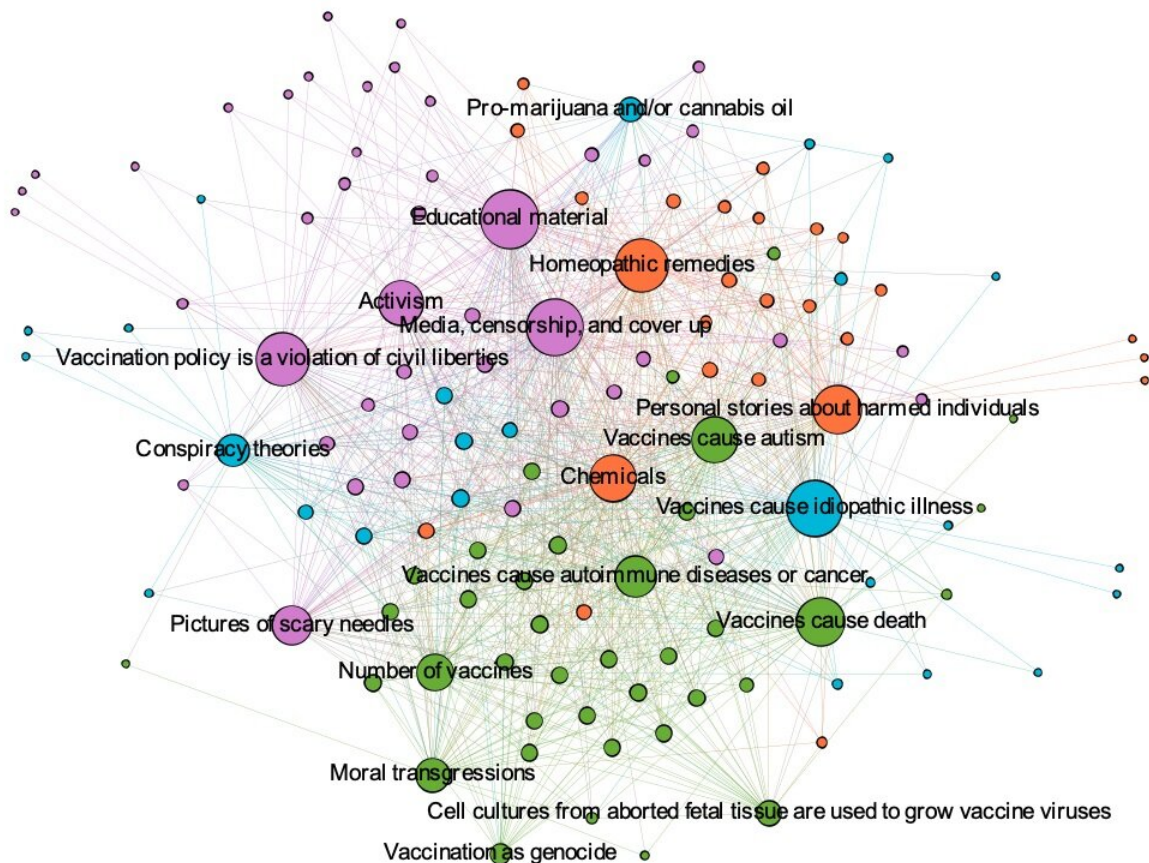 Pro-marijuana and/or cannabis oil
Educational material
Homeopathic remedies
Activism
Media, censorship, and cover up
Vaccination policy is a violation of civil liberties
Personal stories about harmed individuals
Vaccines cause autism
Conspiracy theories
Chemicals
Vaccines cause idiopathic illness
Vaccines cause autoimmune diseases or cancer
Pictures of scary needles
Vaccines cause death
Number of vaccines
Moral transgressions
Cell cultures from aborted fetal tissue are used to grow vaccine viruses
Vaccination as genocide